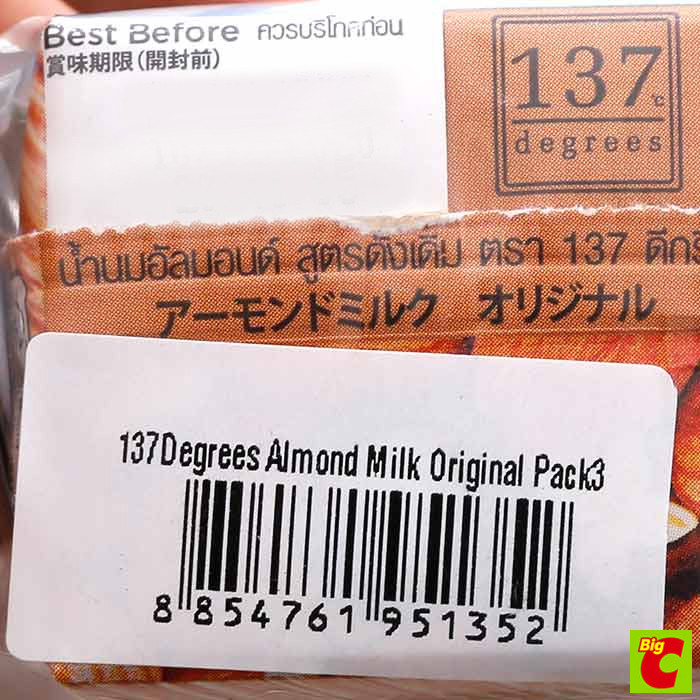 Best Before ควรบริโภคก่อน
賞味期限(開封前)
137°c
degrees
น้ำนมอัลมอนด์ สูตรดั้งเดิม ตรา 137
アーモンドミルク オリジナル
137Degrees Almond Milk Original Pack3
8 854761 951352
Big C